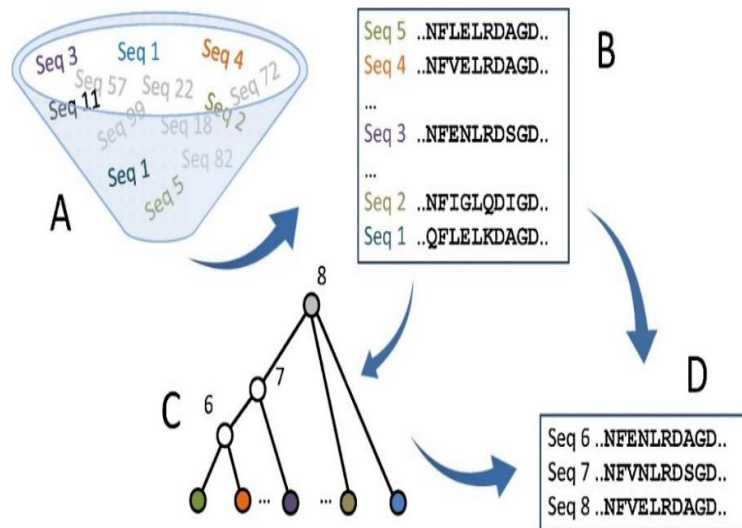 Seq 3
Seq 1
Seq 4
Seq 57
Seq 22
Seq 72
Seq 11
Seq 99
Seq 18
Seq 2
Seq 82
Seq 1
Seq 5
A
Seq 5 ..NFLELRDAGD..
Seq 4 ..NFVELRDAGD..
...
Seq 3 ..NFENLRDSGD..
...
Seq 2 ..NFIGLQDIGD..
Seq 1 ..QFLELKDAGD..
B
8
7
6
C
... ...
D
Seq 6 ..NFENLRDAGD..
Seq 7 ..NFVNLRDSGD..
Seq 8 ..NFVELRDAGD..